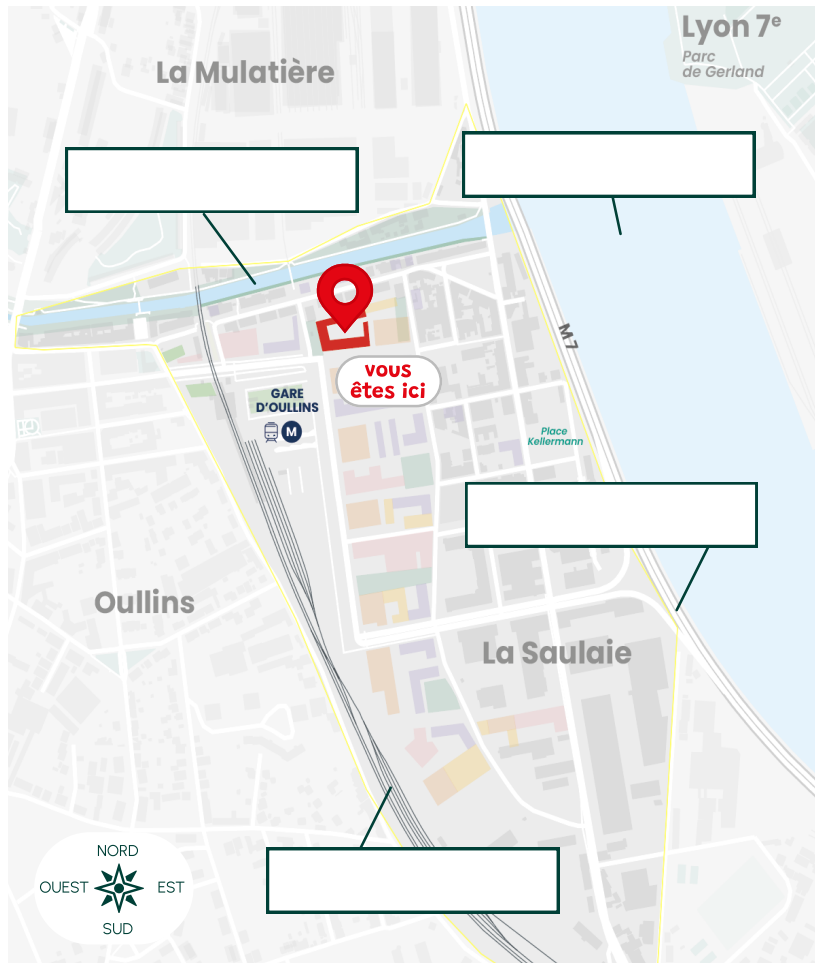 Lyon 7e
Parc
de Gerland
La Mulatière
M 7
vous
êtes ici
GARE
D'OULLINS
M
Place
Kellermann
Oullins
La Saulaie
NORD
OUEST
EST
SUD